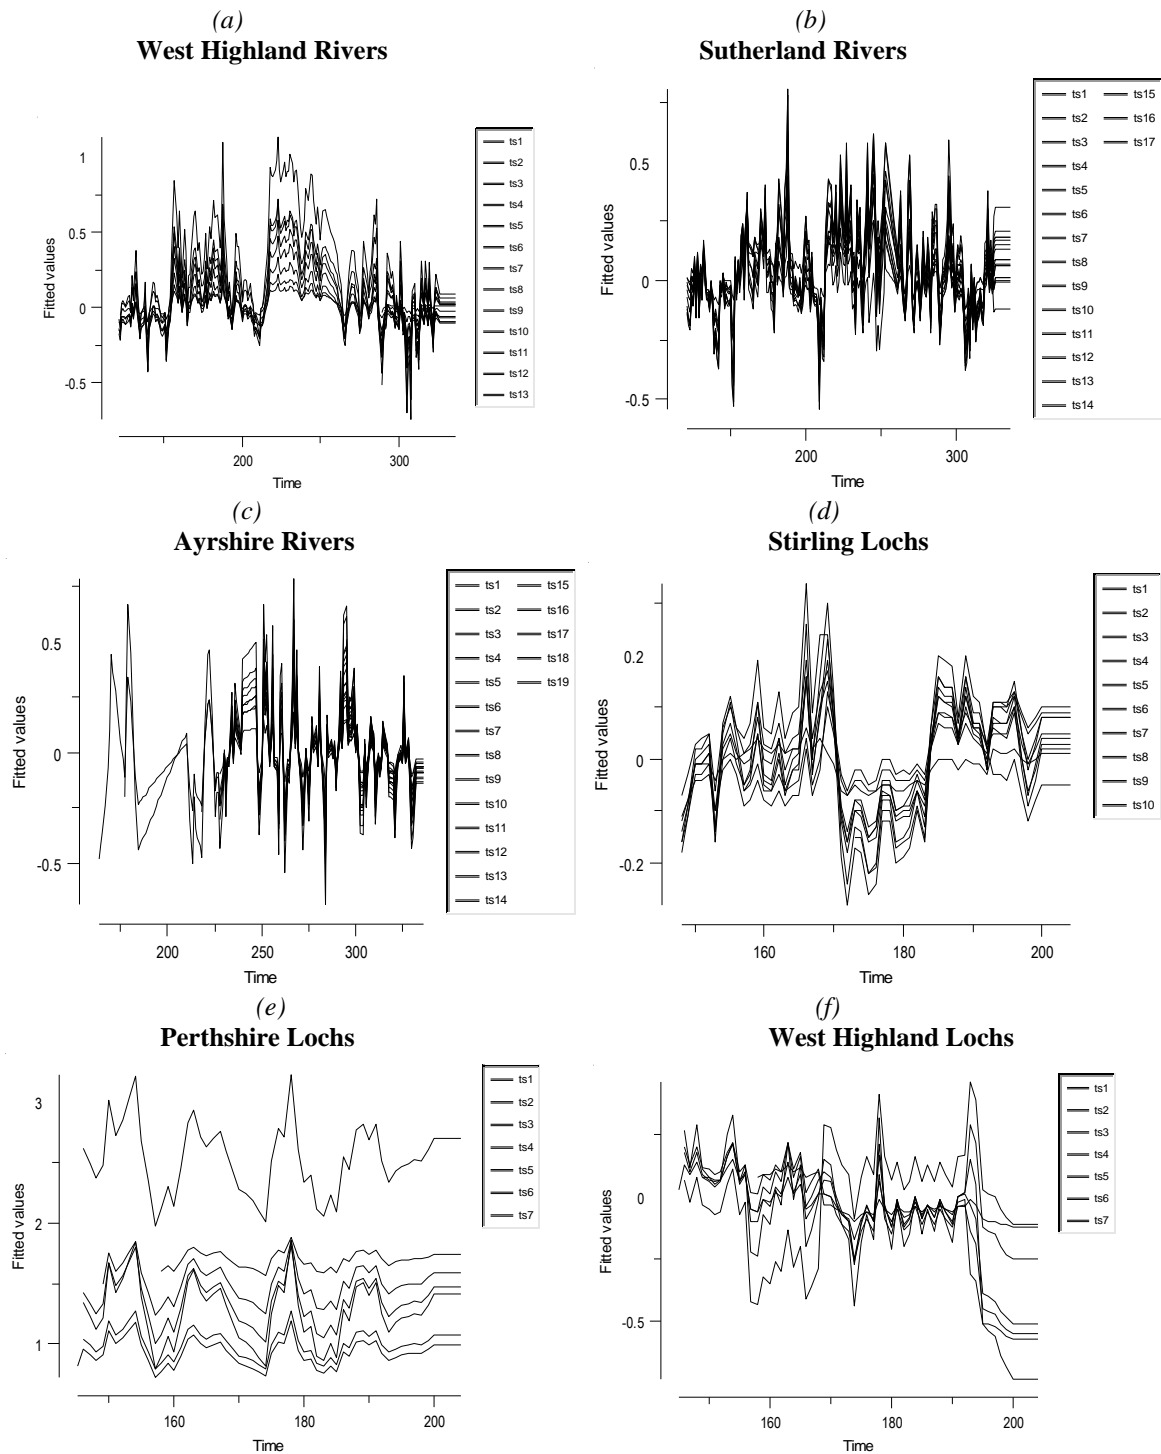 (a)
West Highland Rivers
1
0.5
0
-0.5
Fitted values
200
300
Time
ts1
ts2
ts3
ts4
ts5
ts6
ts7
ts8
ts9
ts10
ts11
ts12
ts13
(b)
Sutherland Rivers
0.5
0
-0.5
Fitted values
200
300
Time
ts1 ts15
ts2 ts16
ts3 ts17
ts4
ts5
ts6
ts7
ts8
ts9
ts10
ts11
ts12
ts13
ts14
(c)
Ayrshire Rivers
0.5
0
-0.5
Fitted values
200
250
300
Time
ts1 ts15
ts2 ts16
ts3 ts17
ts4 ts18
ts5 ts19
ts6
ts7
ts8
ts9
ts10
ts11
ts12
ts13
ts14
(d)
Stirling Lochs
0.2
0
-0.2
Fitted values
160
180
200
Time
ts1
ts2
ts3
ts4
ts5
ts6
ts7
ts8
ts9
ts10
(e)
Perthshire Lochs
3
2
1
Fitted values
160
180
200
Time
ts1
ts2
ts3
ts4
ts5
ts6
ts7
(f)
West Highland Lochs
0
-0.5
Fitted values
160
180
200
Time
ts1
ts2
ts3
ts4
ts5
ts6
ts7